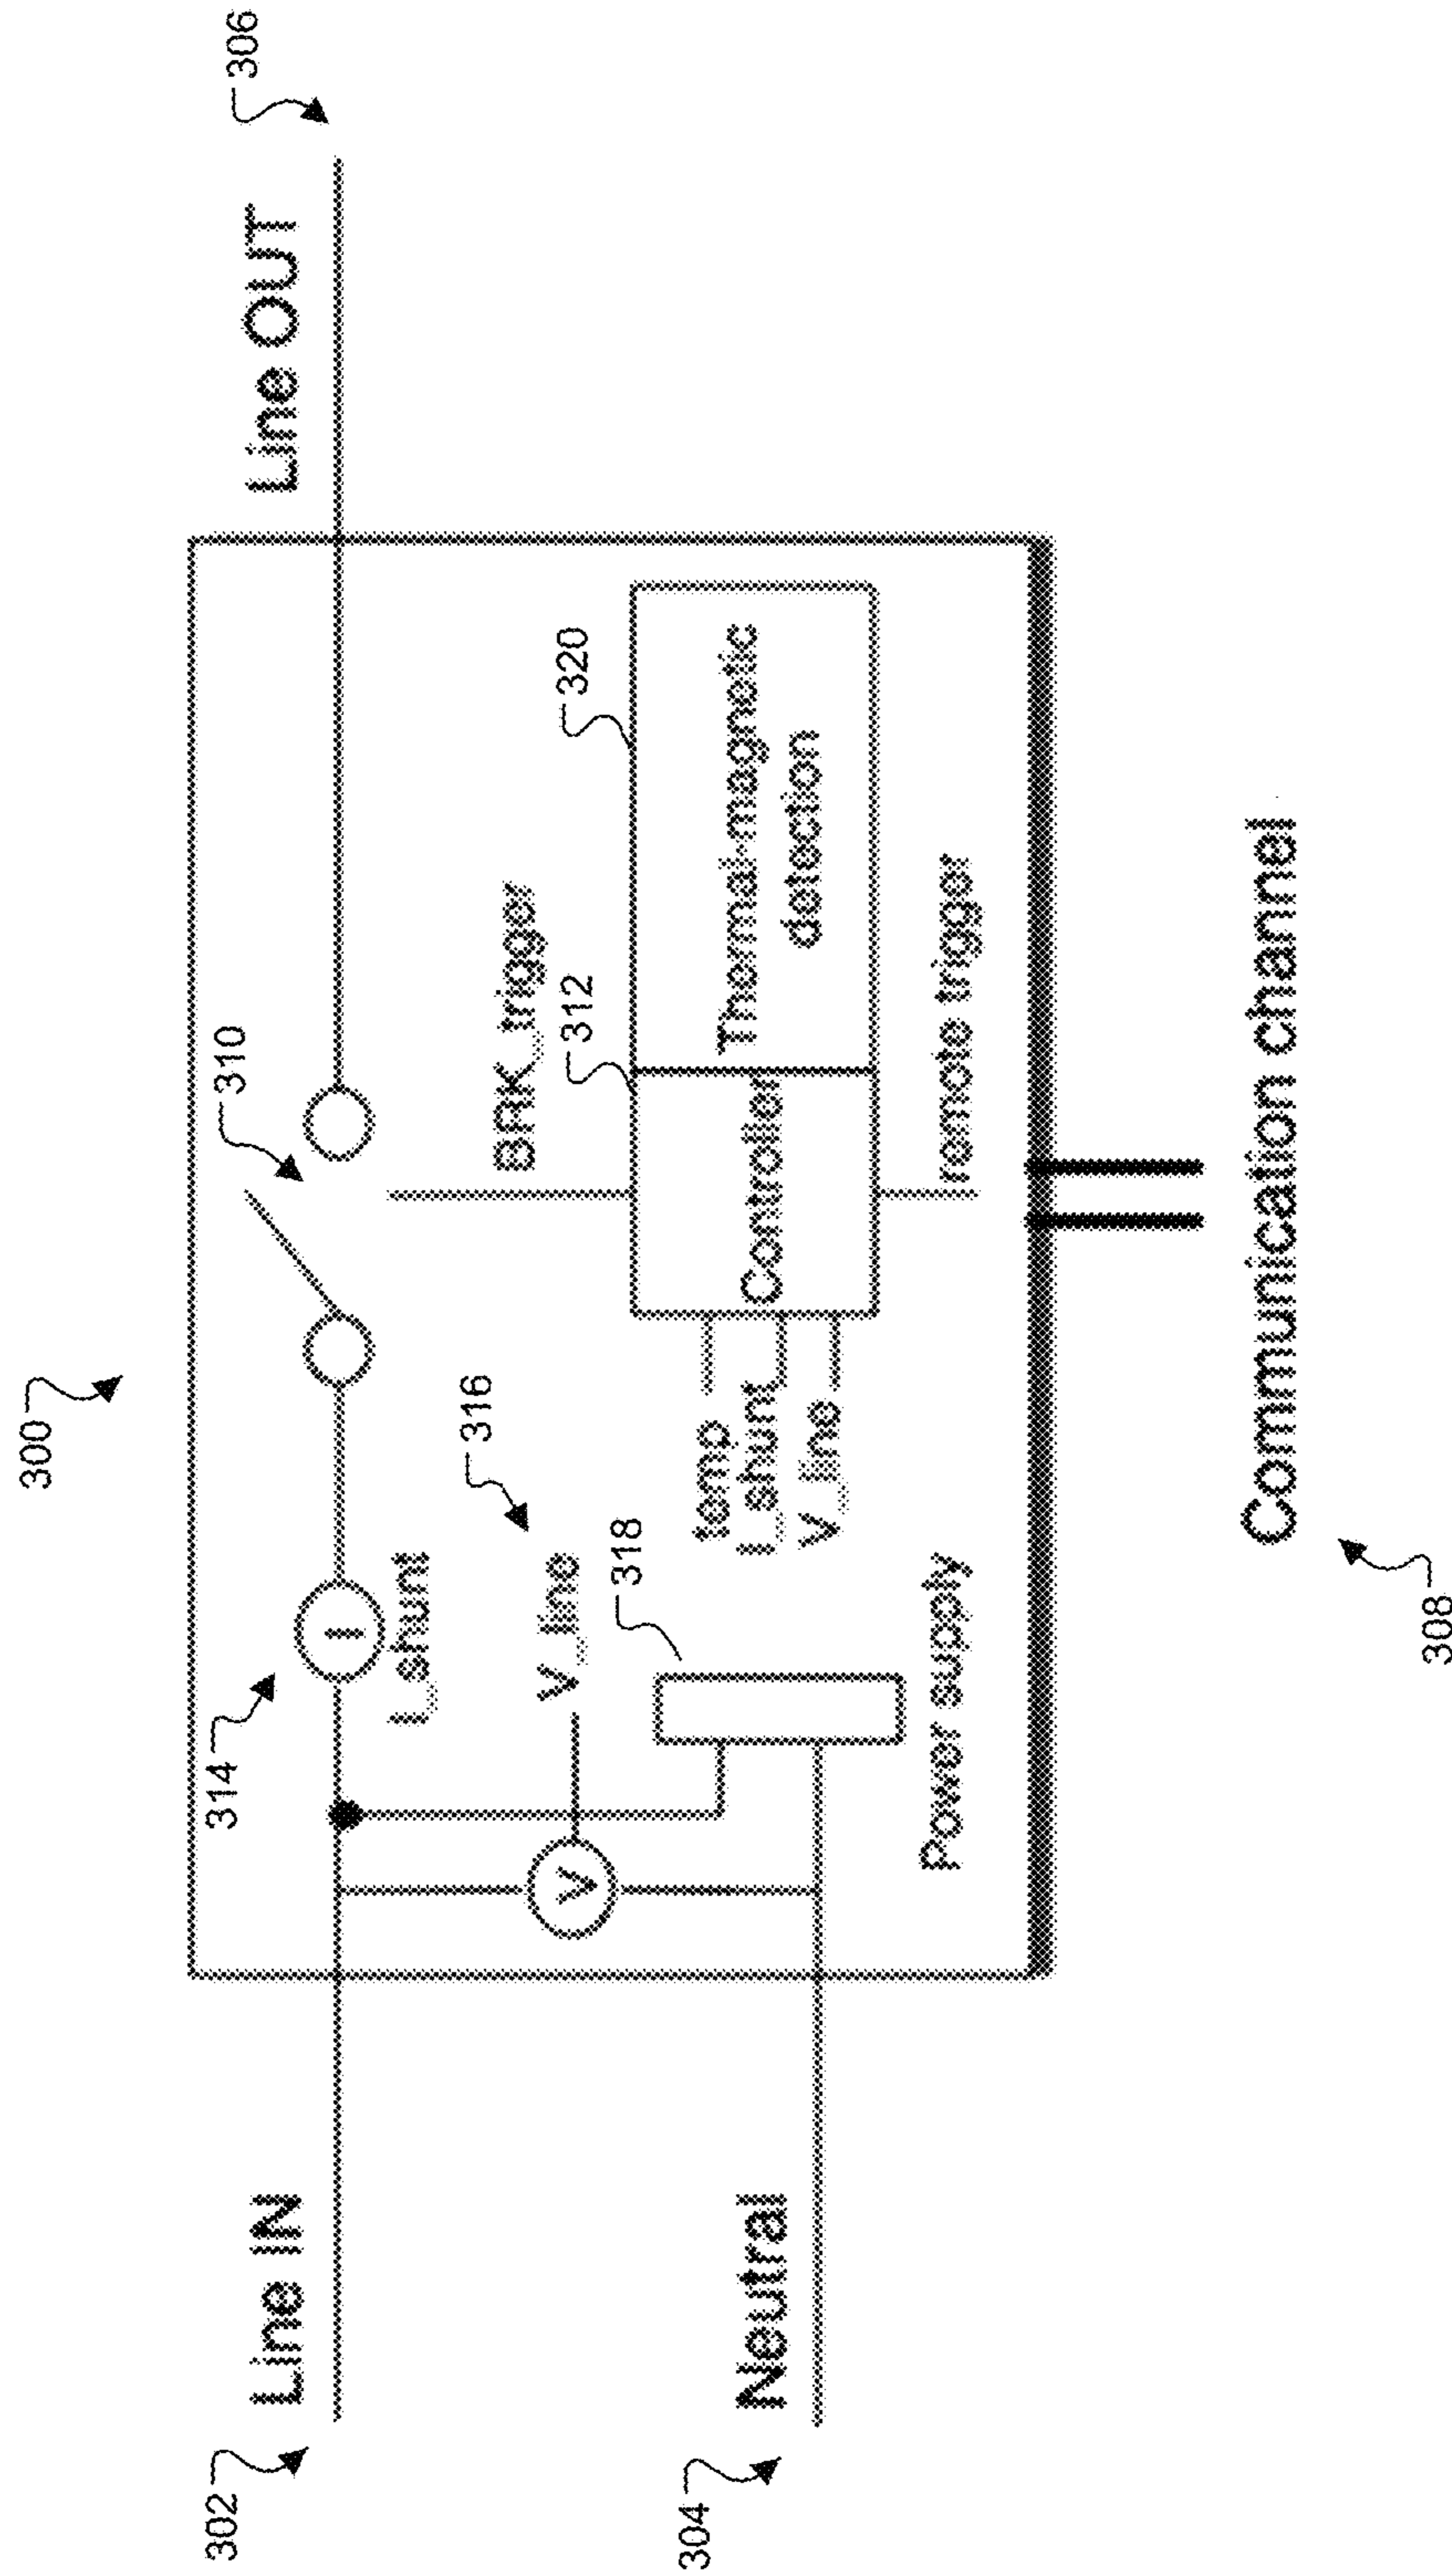 300
302
Line IN
314
I
I_shunt
310
Line OUT
306
V
V_line
316
BRK_trigger
318
312
320
temp
I_shunt
V_line
Controller
Thermal-magnetic
detection
304
Neutral
Power supply
remote trigger
Communication channel
308